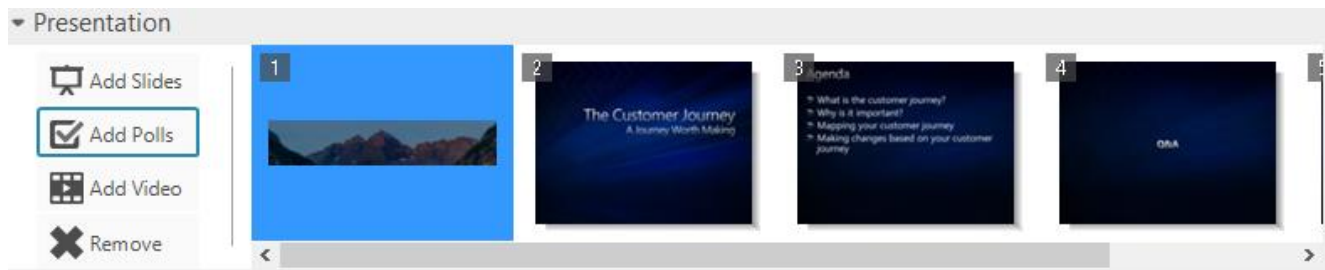 Presentation
Add Slides
Add Polls
Add Video
Remove
1
2
The Customer Journey
A Journey Worth Making
3
Agenda
What is the customer journey?
Why is it important?
Mapping your customer journey
Making changes based on your customer
journey
4
Q&A
5